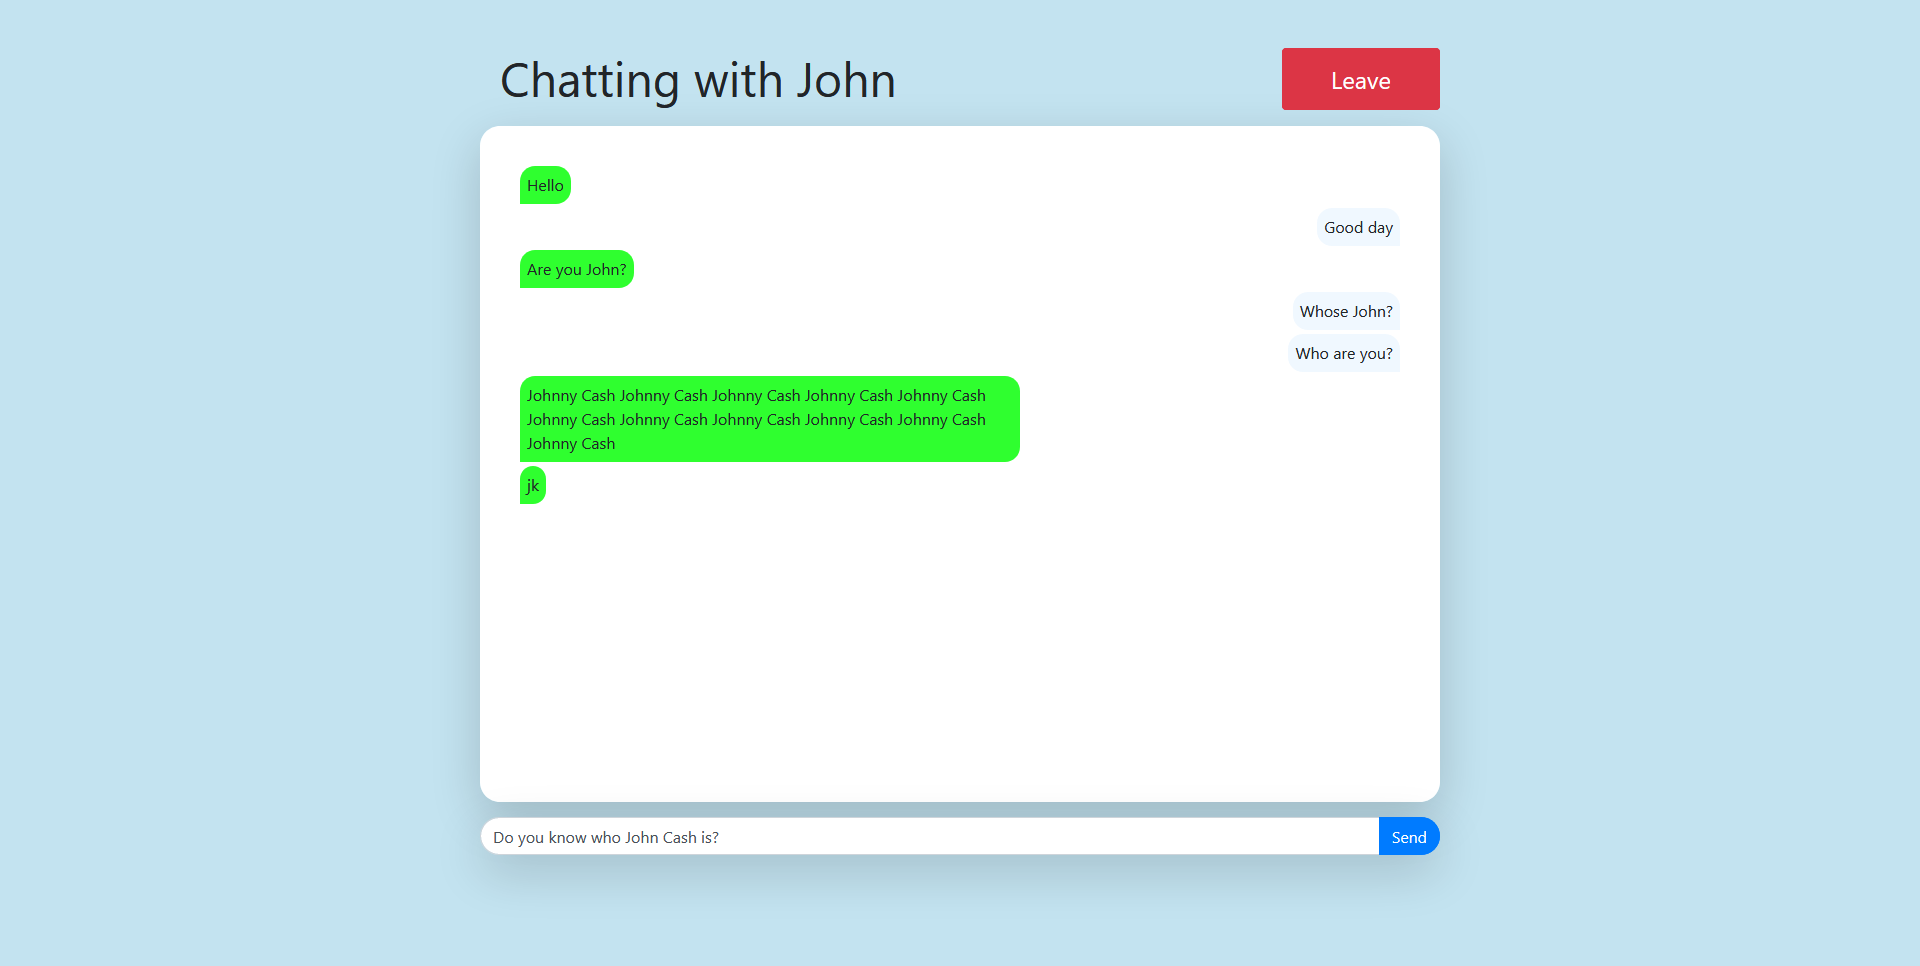 Chatting with John
Leave
Hello
Good day
Are you John?
Whose John?
Who are you?
Johnny Cash Johnny Cash Johnny Cash Johnny Cash Johnny Cash
Johnny Cash Johnny Cash Johnny Cash Johnny Cash Johnny Cash
Johnny Cash
jk
Do you know who John Cash is?
Send